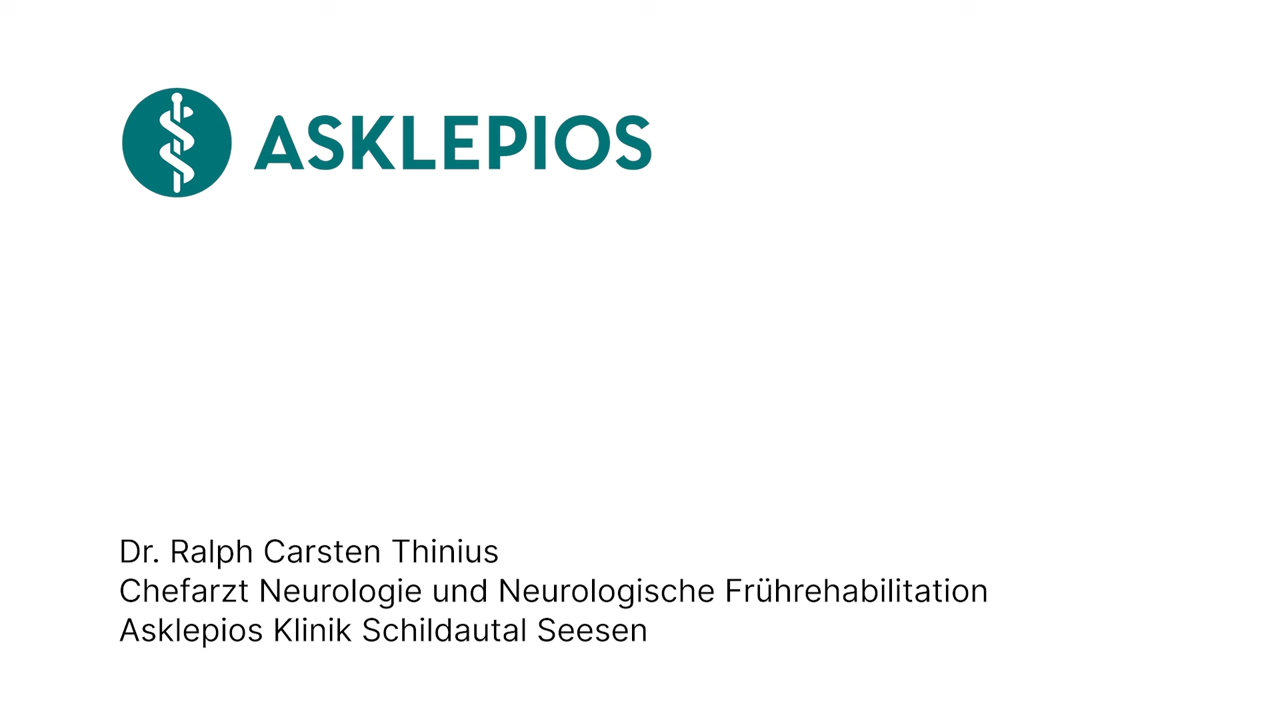 ASKLEPIOS
Dr. Ralph Carsten Thinius
Chefarzt Neurologie und Neurologische Frührehabilitation
Asklepios Klinik Schildautal Seesen